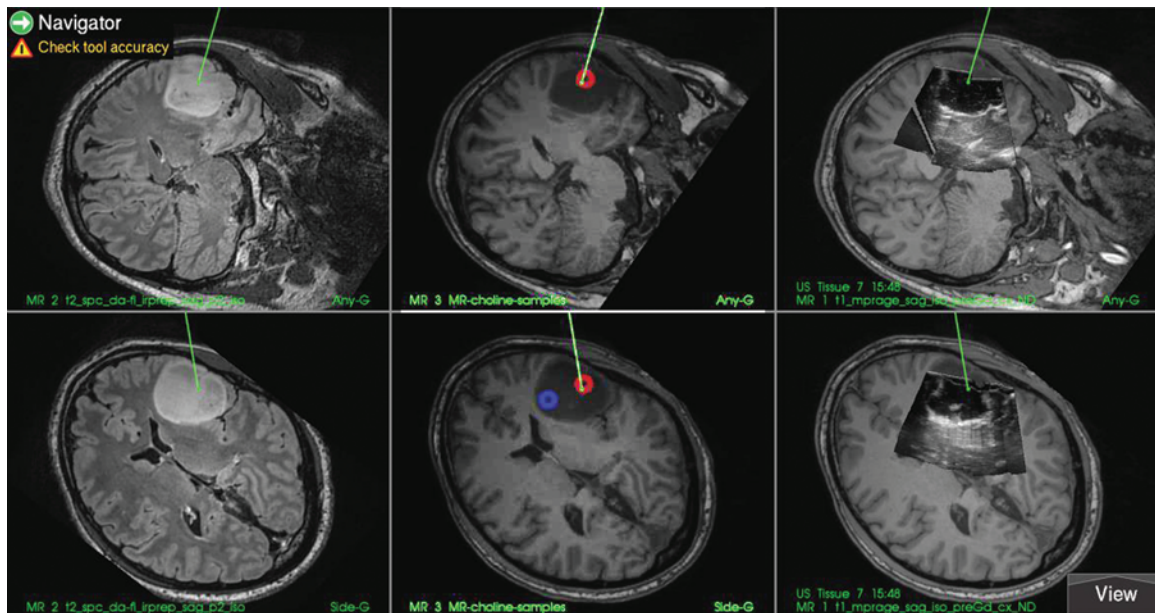 Navigator
Check tool accuracy
MR 2 t2_spc_da-fl_irprep_sag_p2_iso Any-G
MR 3 MR-choline-samples Any-G
US Tissue 7 15:48
MR 1 t1_mprage_sag_iso_preGd_cx_ND Any-G
MR 2 t2_spc_da-fl_irprep_sag_p2_iso Side-G
MR 3 MR-choline-samples Side-G
US Tissue 7 15:48
MR 1 t1_mprage_sag_iso_preGd_cx_ND
View